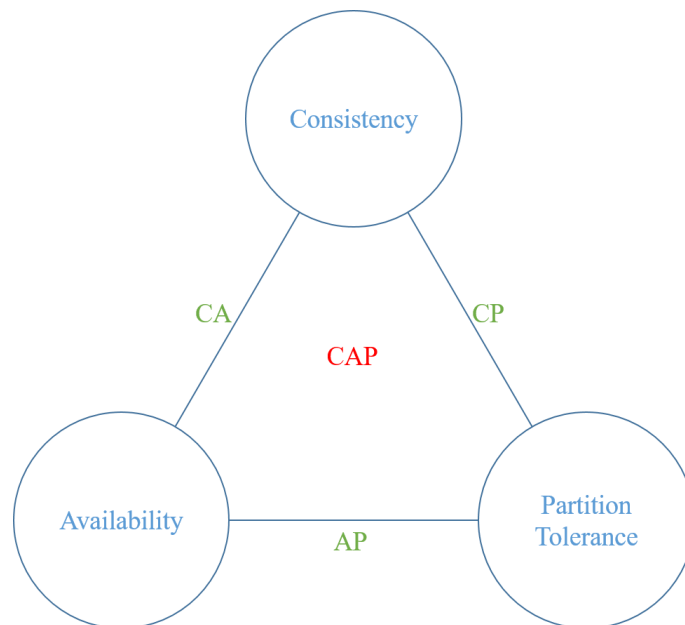 Consistency
CA
CP
CAP
Availability
Partition
Tolerance
AP